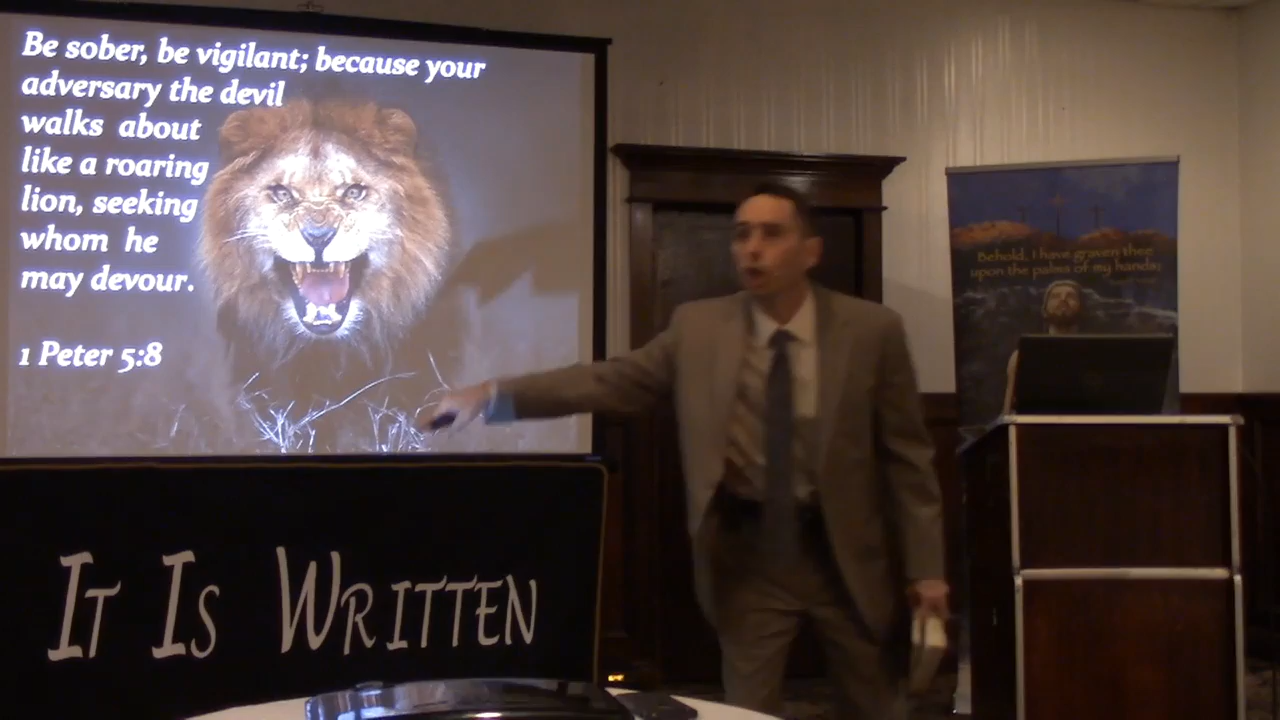 Be sober, be vigilant; because your
adversary the devil
walks about
like a roaring
lion, seeking
whom he
may devour.
1 Peter 5:8
Behold, I have graven thee
upon the palms of my hands;
IT IS WRITTEN